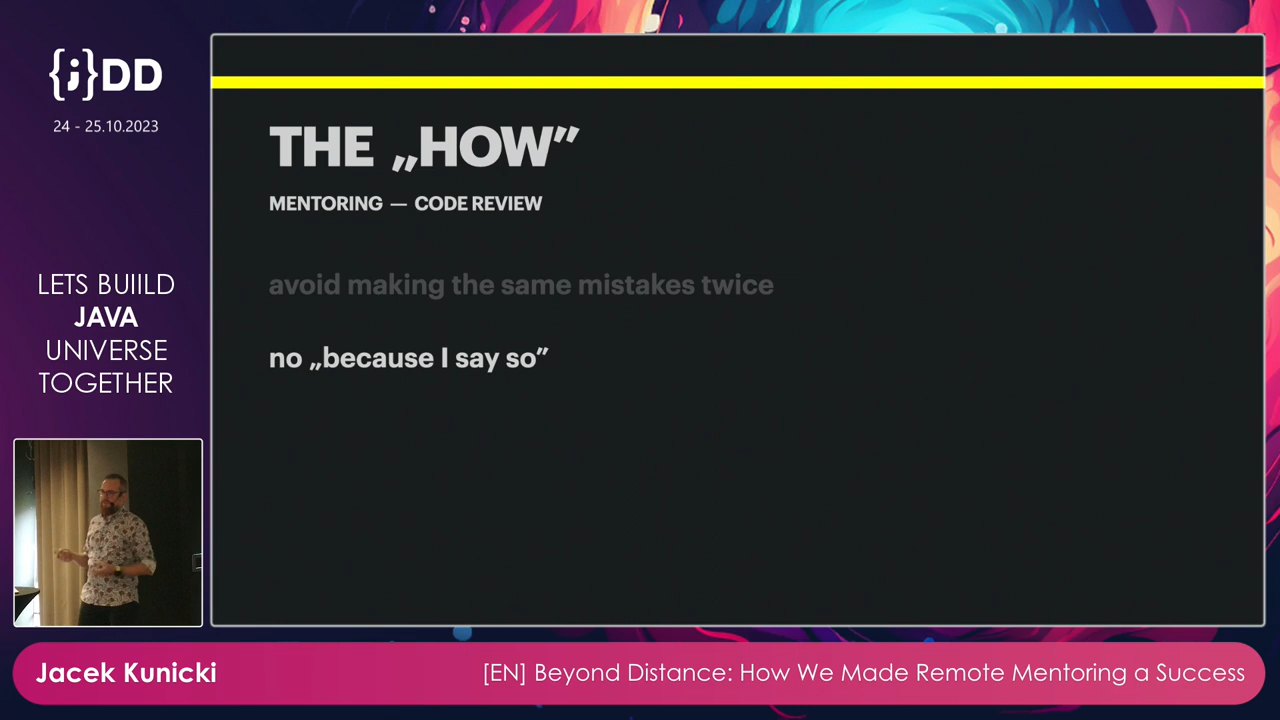 {j}DD
24 - 25.10.2023
LETS BUIILD
JAVA
UNIVERSE
TOGETHER
THE „HOW”
MENTORING — CODE REVIEW
avoid making the same mistakes twice
no „because I say so”
Jacek Kunicki
[EN] Beyond Distance: How We Made Remote Mentoring a Success